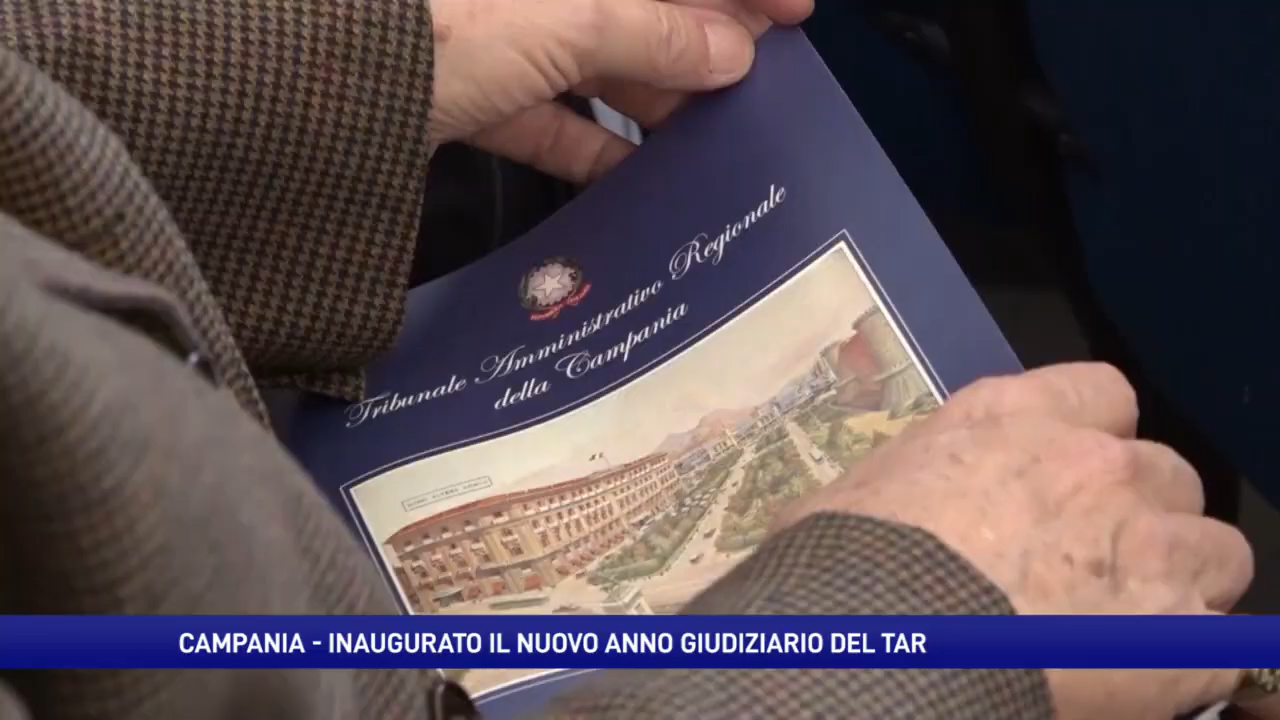 Tribunale Amministrativo Regionale
della Campania
CAMPANIA - INAUGURATO IL NUOVO ANNO GIUDIZIARIO DEL TAR